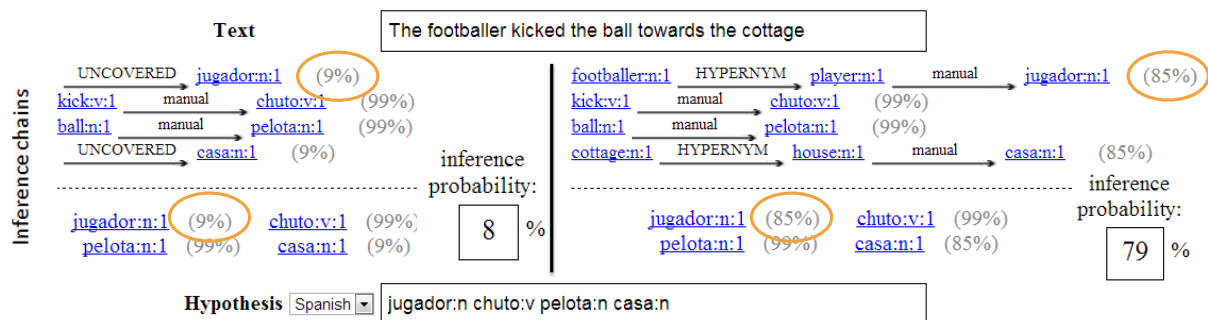 Text The footballer kicked the ball towards the cottage
Inference chains
UNCOVERED jugador:n:1 (9%)
kick:v:1 manual chuto:v:1 (99%)
ball:n:1 manual pelota:n:1 (99%)
UNCOVERED casa:n:1 (9%)
jugador:n:1 (9%) chuto:v:1 (99%)
pelota:n:1 (99%) casa:n:1 (9%)
inference
probability:
8 %
footballer:n:1 HYPERNYM player:n:1 manual jugador:n:1 (85%)
kick:v:1 manual chuto:v:1 (99%)
ball:n:1 manual pelota:n:1 (99%)
cottage:n:1 HYPERNYM house:n:1 manual casa:n:1 (85%)
jugador:n:1 (85%) chuto:v:1 (99%)
pelota:n:1 (99%) casa:n:1 (85%)
inference
probability:
79 %
Hypothesis Spanish jugador:n chuto:v pelota:n casa:n